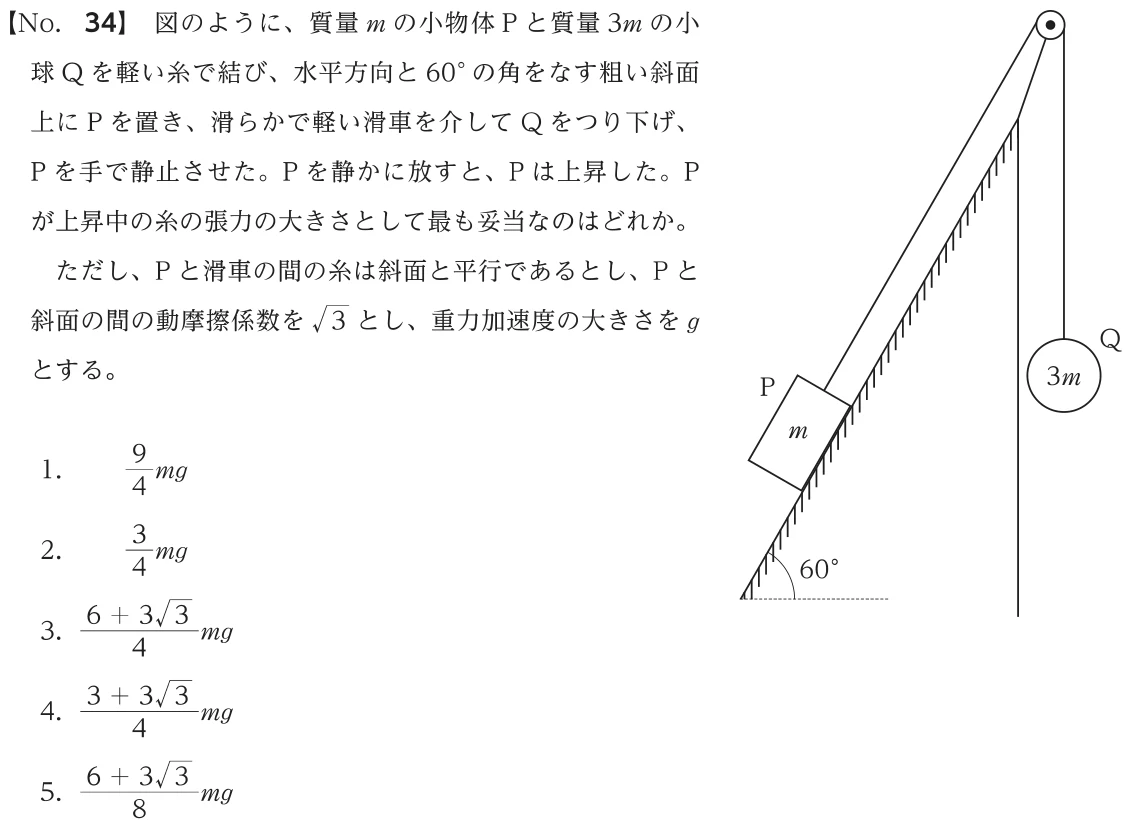 【No. 34】 図のように、質量 m の小物体 P と質量 3m の小
球 Q を軽い糸で結び、水平方向と 60° の角をなす粗い斜面
上に P を置き、滑らかで軽い滑車を介して Q をつり下げ、
P を手で静止させた。P を静かに放すと、P は上昇した。P
が上昇中の糸の張力の大きさとして最も妥当なのはどれか。
ただし、P と滑車の間の糸は斜面と平行であるとし、P と
斜面の間の動摩擦係数を √3 とし、重力加速度の大きさを g
とする。
1. 9/4 mg
2. 3/4 mg
3. (6 + 3√3)/4 mg
4. (3 + 3√3)/4 mg
5. (6 + 3√3)/8 mg
Q
3m
P
m
60°